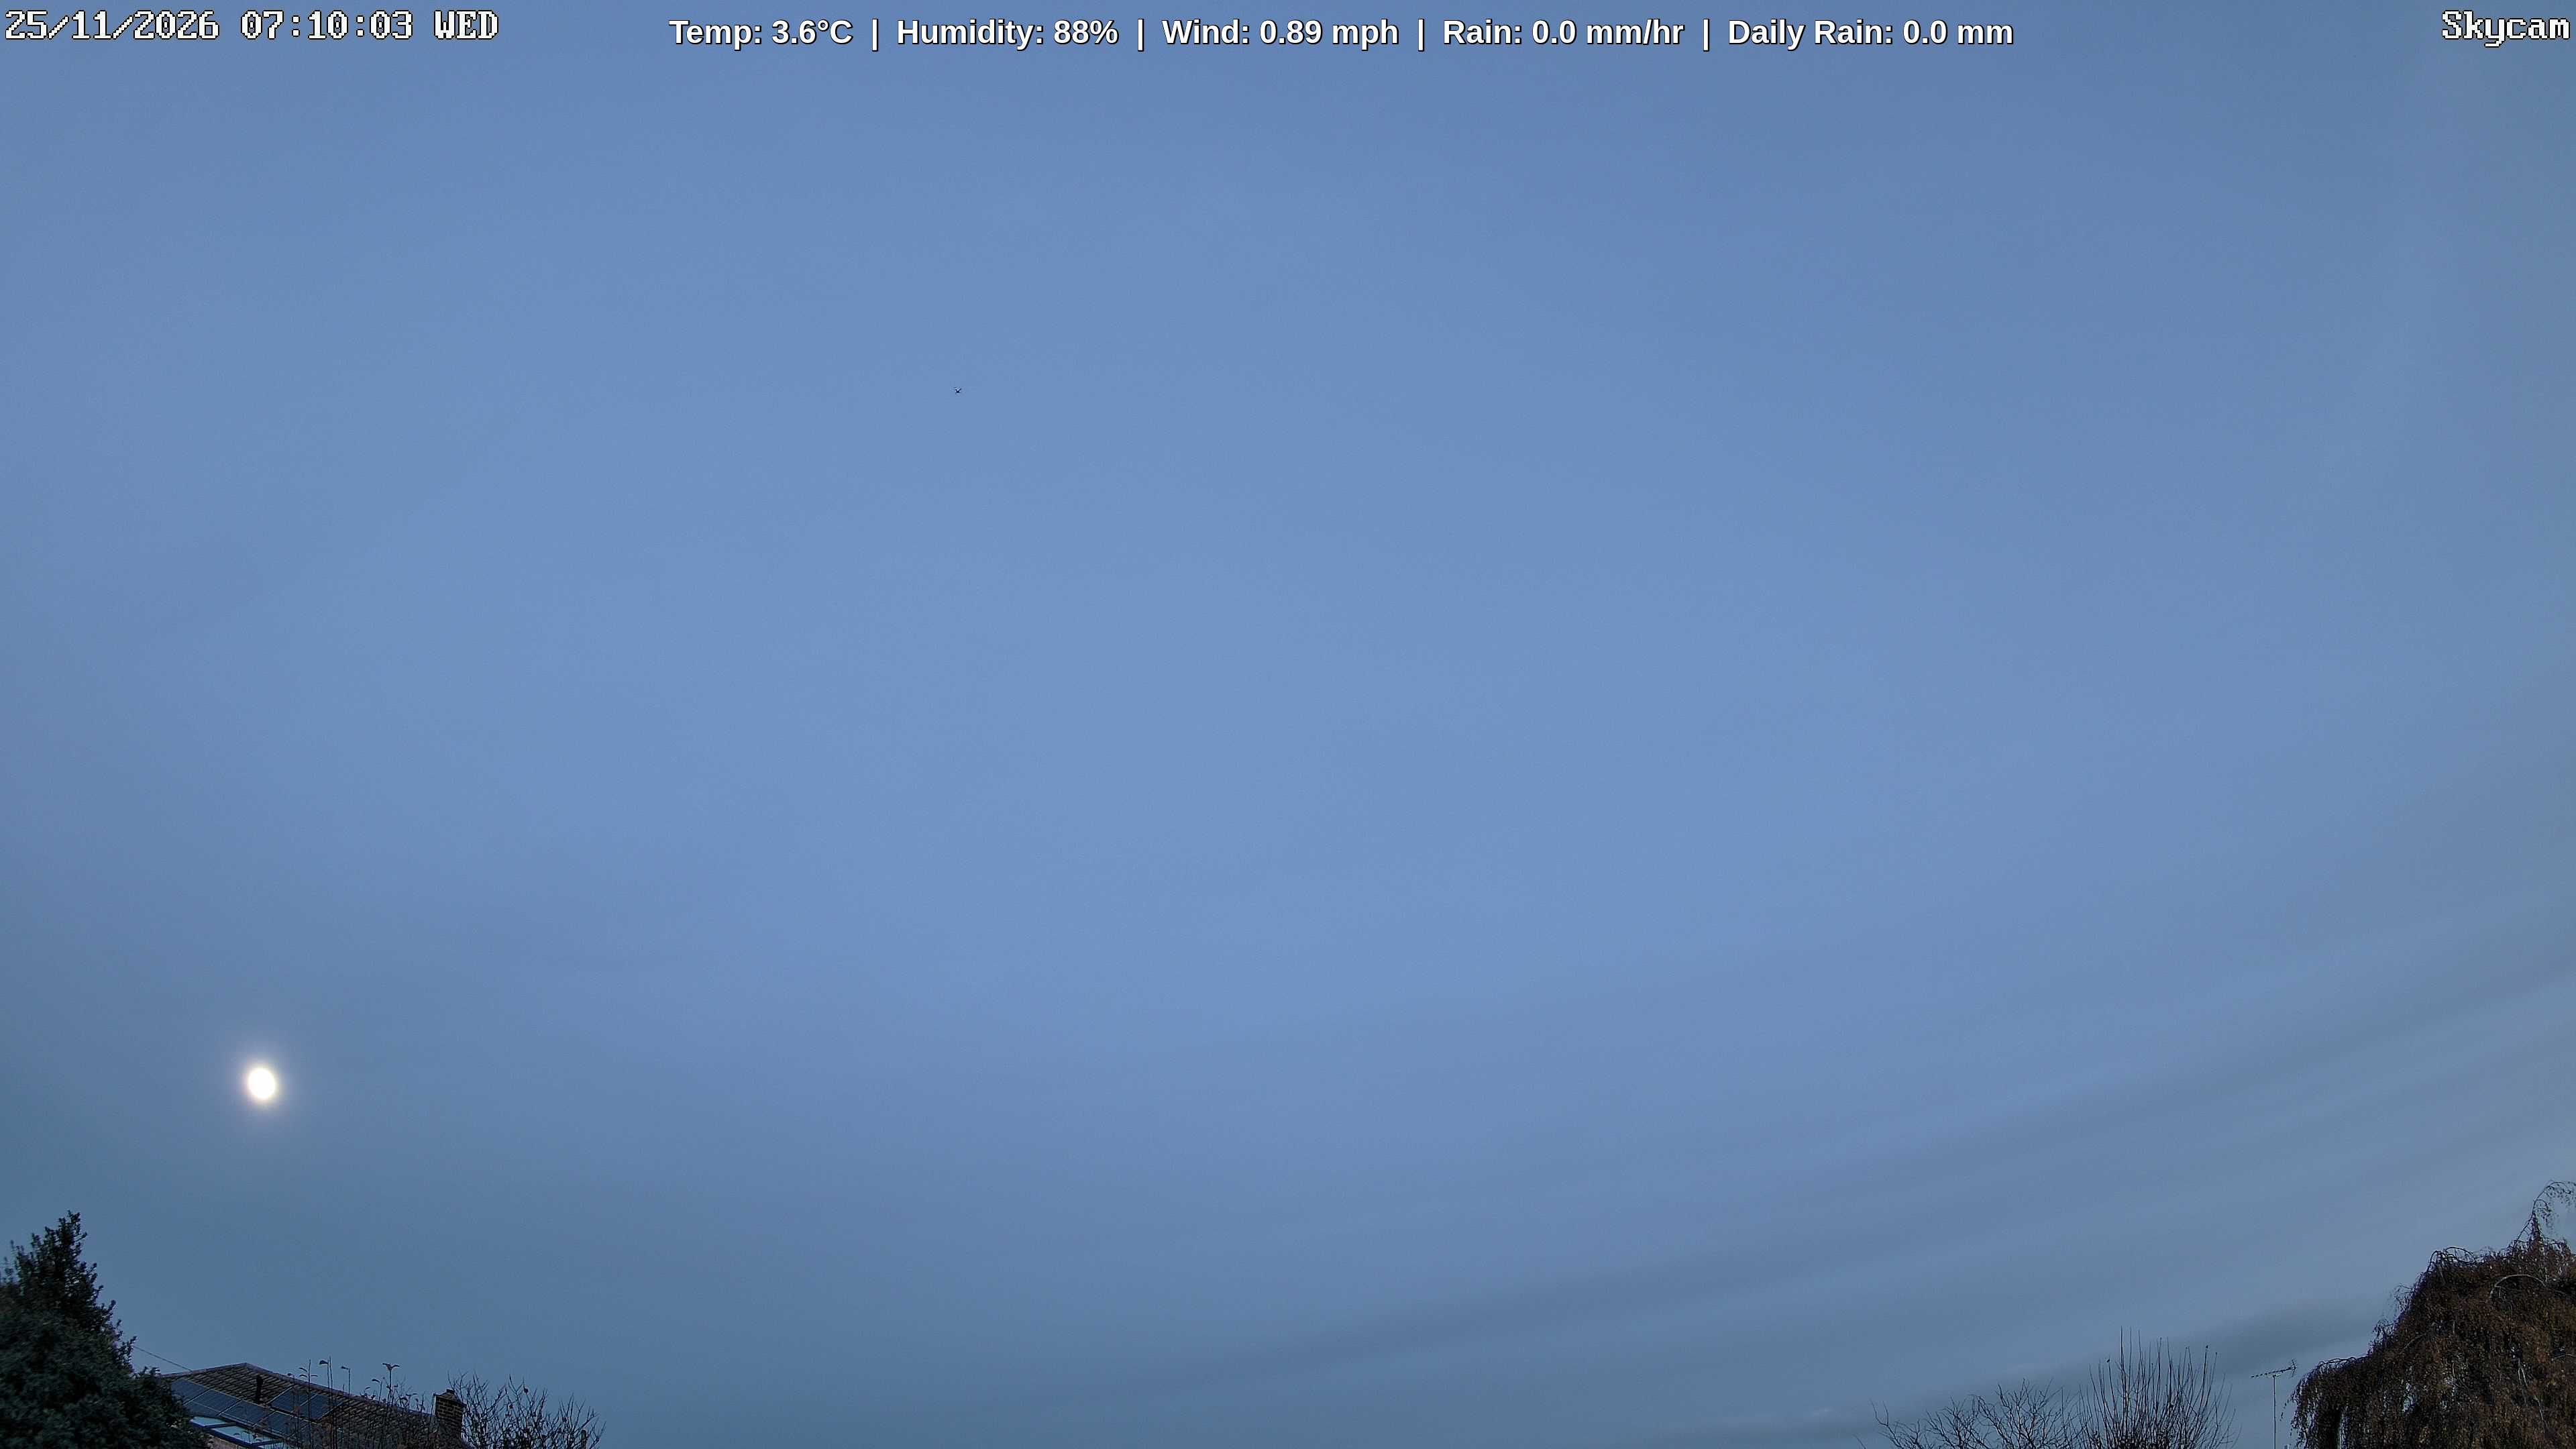 25/11/2026 07:10:03 WED
Temp: 3.6°C | Humidity: 88% | Wind: 0.89 mph | Rain: 0.0 mm/hr | Daily Rain: 0.0 mm
Skycam